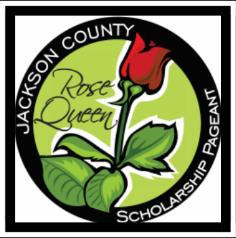 JACKSON COUNTY
Rose
Queen
SCHOLARSHIP PAGEANT